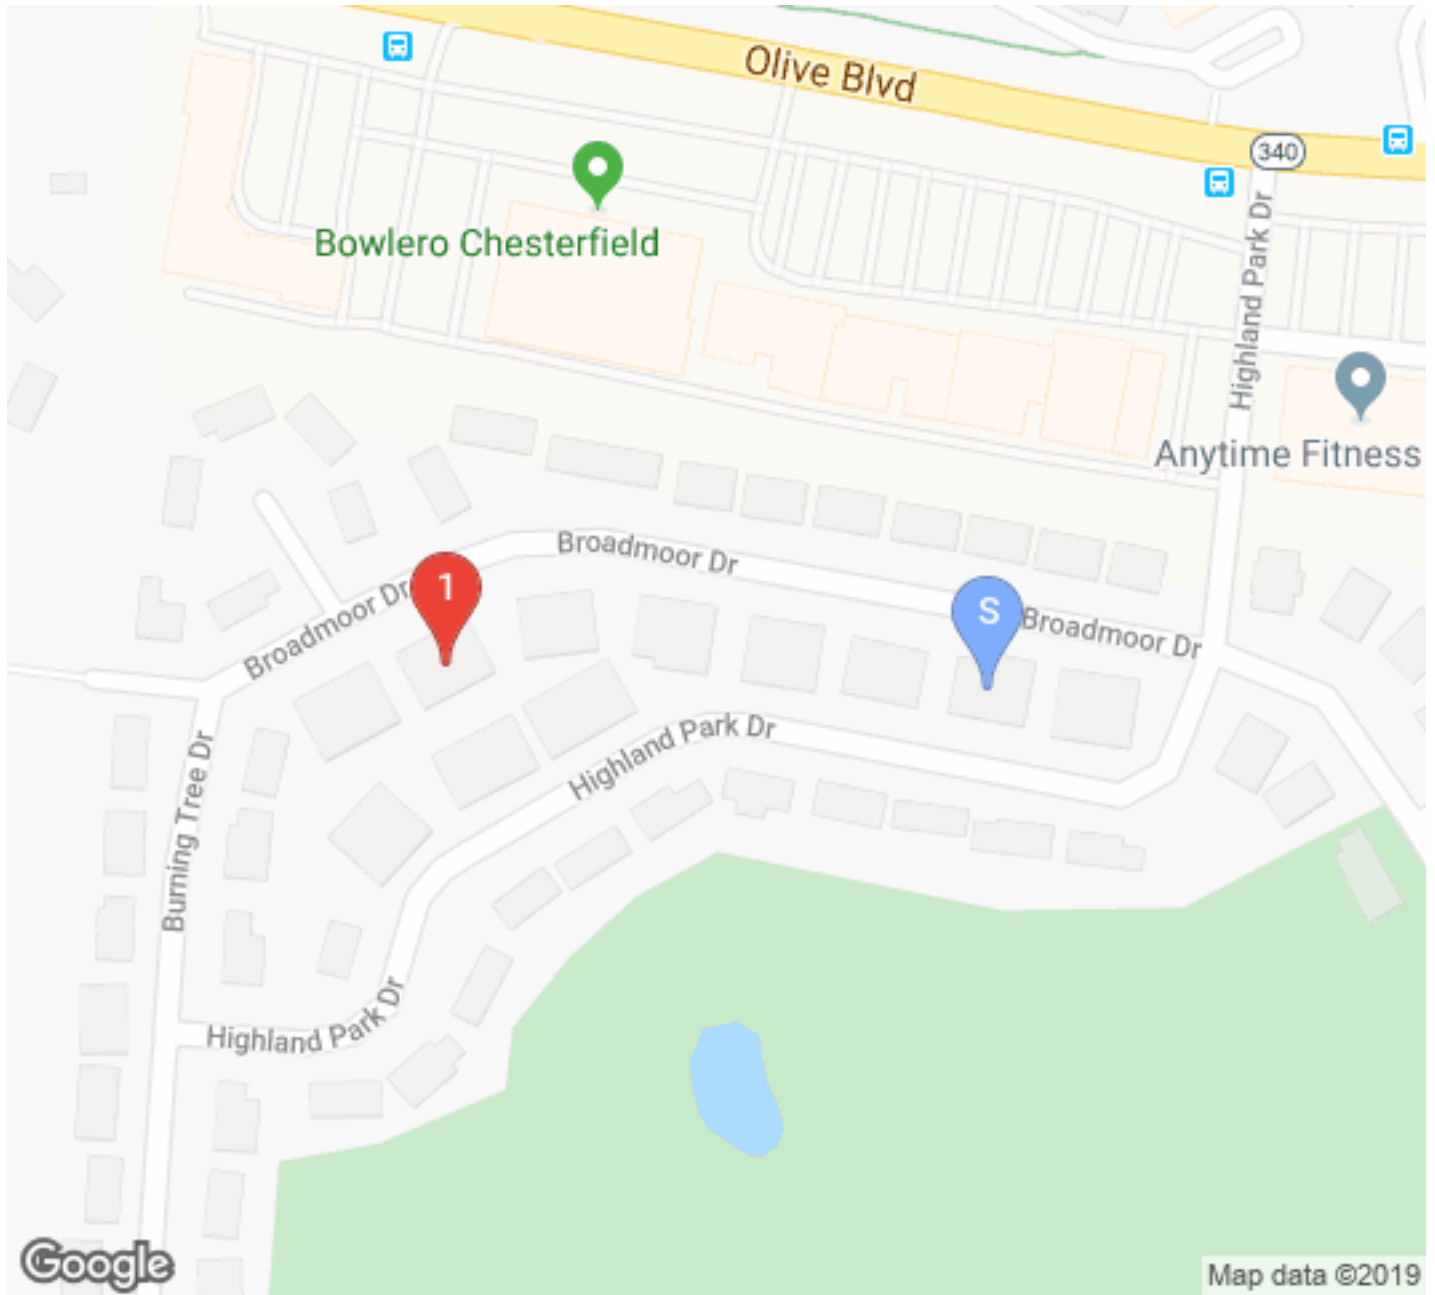 Olive Blvd
340
Bowlero Chesterfield
Highland Park Dr
Anytime Fitness
Broadmoor Dr
1
S
Broadmoor Dr
Broadmoor Dr
Highland Park Dr
Burning Tree Dr
Highland Park Dr
Google
Map data ©2019